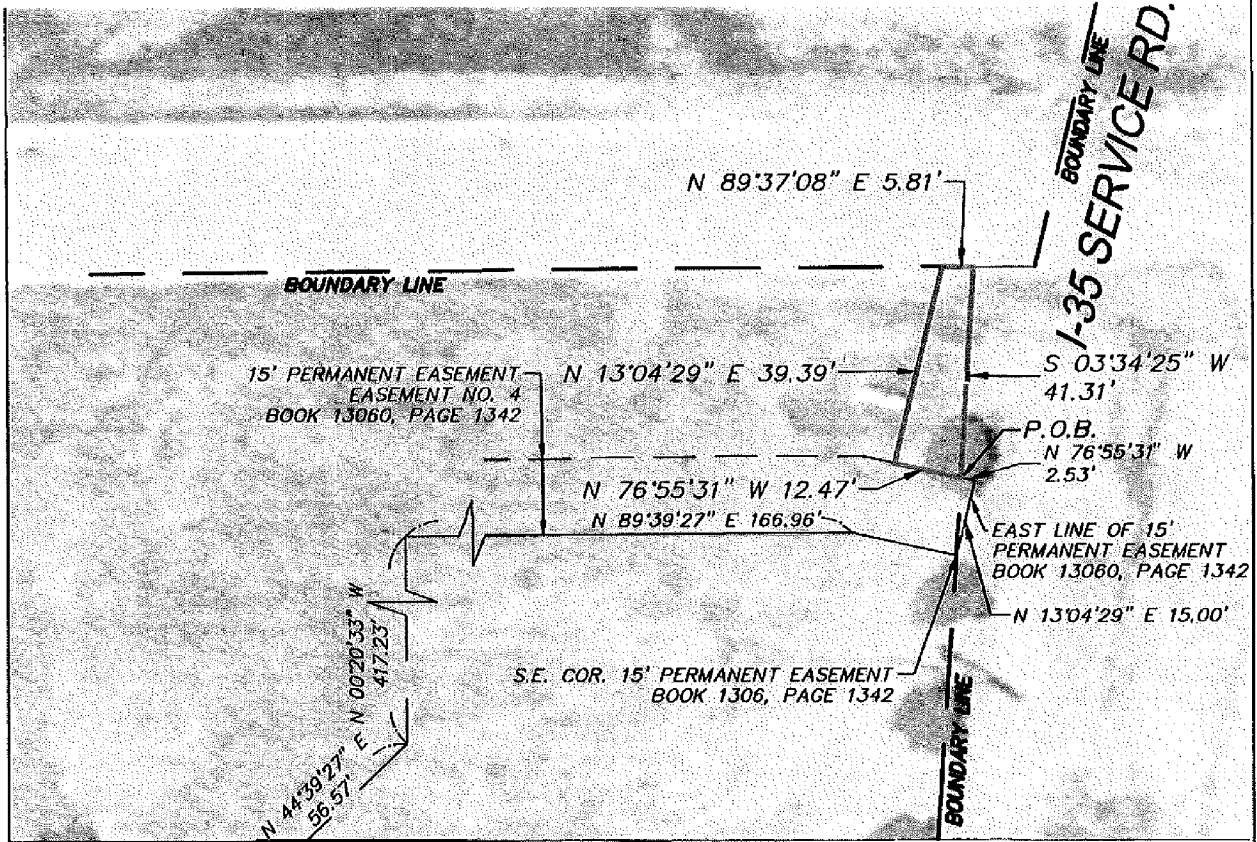 BOUNDARY LINE
I-35 SERVICE RD.
N 89°37'08" E 5.81'
BOUNDARY LINE
15' PERMANENT EASEMENT
EASEMENT NO. 4
BOOK 13060, PAGE 1342
N 13°04'29" E 39.39'
S 03°34'25" W
41.31'
P.O.B.
N 76°55'31" W
2.53'
N 76°55'31" W 12.47'
N 89°39'27" E 166.96'
EAST LINE OF 15'
PERMANENT EASEMENT
BOOK 13060, PAGE 1342
N 00°20'33" W
417.23'
N 13°04'29" E 15.00'
S.E. COR. 15' PERMANENT EASEMENT
BOOK 1306, PAGE 1342
N 44°39'27" E
56.57'
BOUNDARY LINE